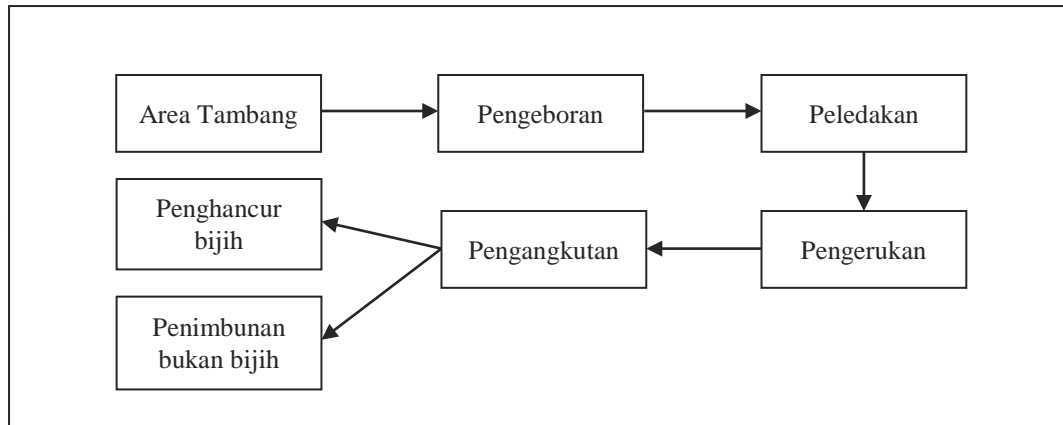 Area Tambang
Pengeboran
Peledakan
Penghancur
bijih
Pengangkutan
Pengerukan
Penimbunan
bukan bijih